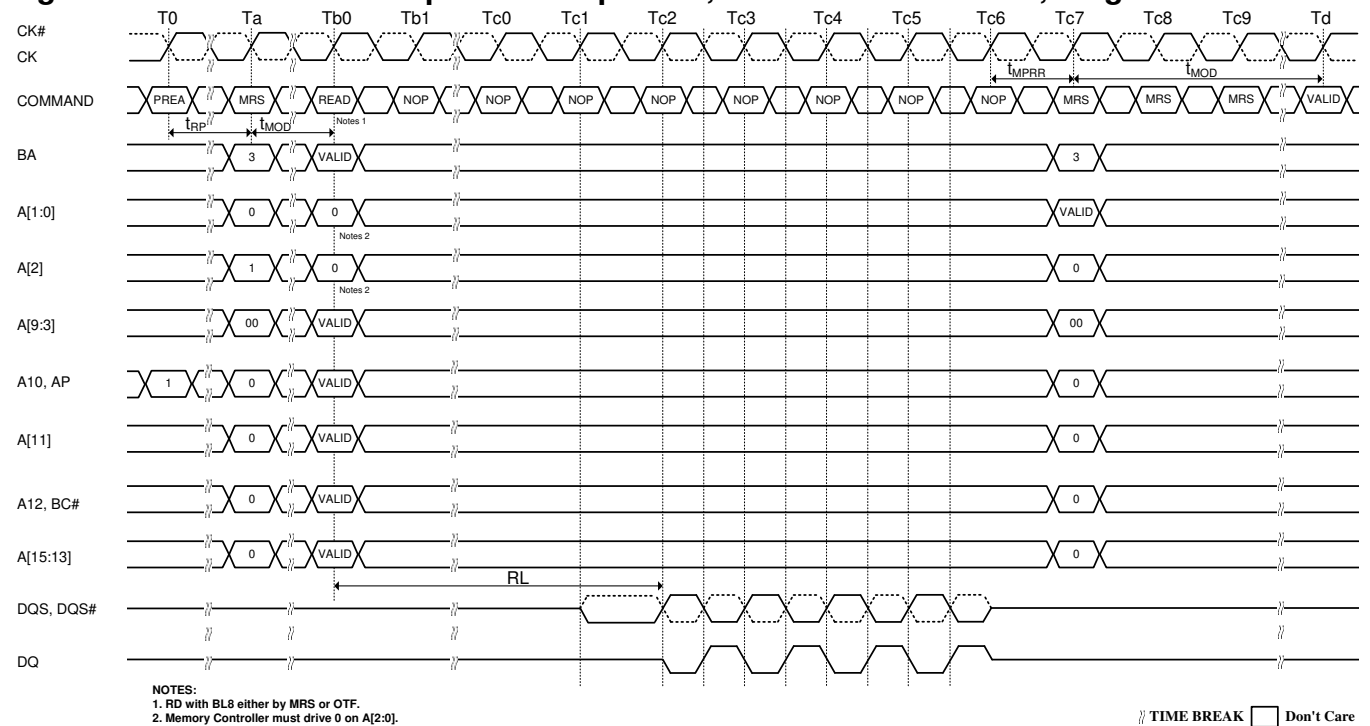 T0 Ta Tb0 Tb1 Tc0 Tc1 Tc2 Tc3 Tc4 Tc5 Tc6 Tc7 Tc8 Tc9 Td
CK#
CK
tMPRR tMOD
COMMAND PREA MRS READ NOP NOP NOP NOP NOP NOP NOP NOP MRS MRS MRS VALID
Notes 1
tRP tMOD
BA 3 VALID 3
A[1:0] 0 0 VALID
Notes 2
A[2] 1 0 0
Notes 2
A[9:3] 00 VALID 00
A10, AP 1 0 VALID 0
A[11] 0 VALID 0
A12, BC# 0 VALID 0
A[15:13] 0 VALID 0
RL
DQS, DQS#
DQ
NOTES:
1. RD with BL8 either by MRS or OTF.
2. Memory Controller must drive 0 on A[2:0].
TIME BREAK Don't Care